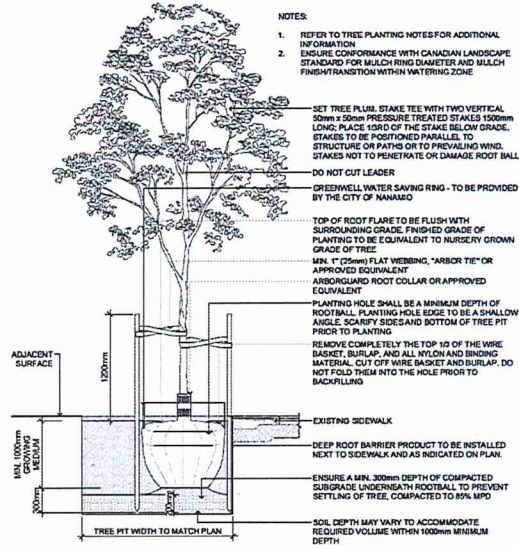 NOTES:
1. REFER TO TREE PLANTING NOTES FOR ADDITIONAL
INFORMATION
2. ENSURE CONFORMANCE WITH CANADIAN LANDSCAPE
STANDARD FOR MULCH RING DIAMETER AND MULCH
FINISH/TRANSITION WITHIN WATERING ZONE
SET TREE PLUM. STAKE TEE WITH TWO VERTICAL
50mm x 50mm PRESSURE TREATED STAKES 1500mm
LONG; PLACE 1/3RD OF THE STAKE BELOW GRADE.
STAKES TO BE POSITIONED PARALLEL TO
STRUCTURE OR PATHS OR TO PREVAILING WIND.
STAKES NOT TO PENETRATE OR DAMAGE ROOT BALL
DO NOT CUT LEADER
GREENWELL WATER SAVING RING - TO BE PROVIDED
BY THE CITY OF NANAIMO
TOP OF ROOT FLARE TO BE FLUSH WITH
SURROUNDING GRADE. FINISHED GRADE OF
PLANTING TO BE EQUIVALENT TO NURSERY GROWN
GRADE OF TREE
MIN. 1" (25mm) FLAT WEBBING, "ARBOR TIE" OR
APPROVED EQUIVALENT
ARBORGUARD ROOT COLLAR OR APPROVED
EQUIVALENT
PLANTING HOLE SHALL BE A MINIMUM DEPTH OF
ROOTBALL. PLANTING HOLE EDGE TO BE A SHALLOW
ANGLE. SCARIFY SIDES AND BOTTOM OF TREE PIT
PRIOR TO PLANTING
REMOVE COMPLETELY THE TOP 1/3 OF THE WIRE
BASKET, BURLAP, AND ALL NYLON AND BINDING
MATERIAL. CUT OFF WIRE BASKET AND BURLAP. DO
NOT FOLD THEM INTO THE HOLE PRIOR TO
BACKFILLING
1200mm
ADJACENT
SURFACE
EXISTING SIDEWALK
MIN. 1000mm
GROWING
MEDIUM
DEEP ROOT BARRIER PRODUCT TO BE INSTALLED
NEXT TO SIDEWALK AND AS INDICATED ON PLAN.
ENSURE A MIN. 300mm DEPTH OF COMPACTED
SUBGRADE UNDERNEATH ROOTBALL TO PREVENT
SETTLING OF TREE, COMPACTED TO 85% MPD
300mm
TREE PIT WIDTH TO MATCH PLAN
SOIL DEPTH MAY VARY TO ACCOMMODATE
REQUIRED VOLUME WITHIN 1000mm MINIMUM
DEPTH